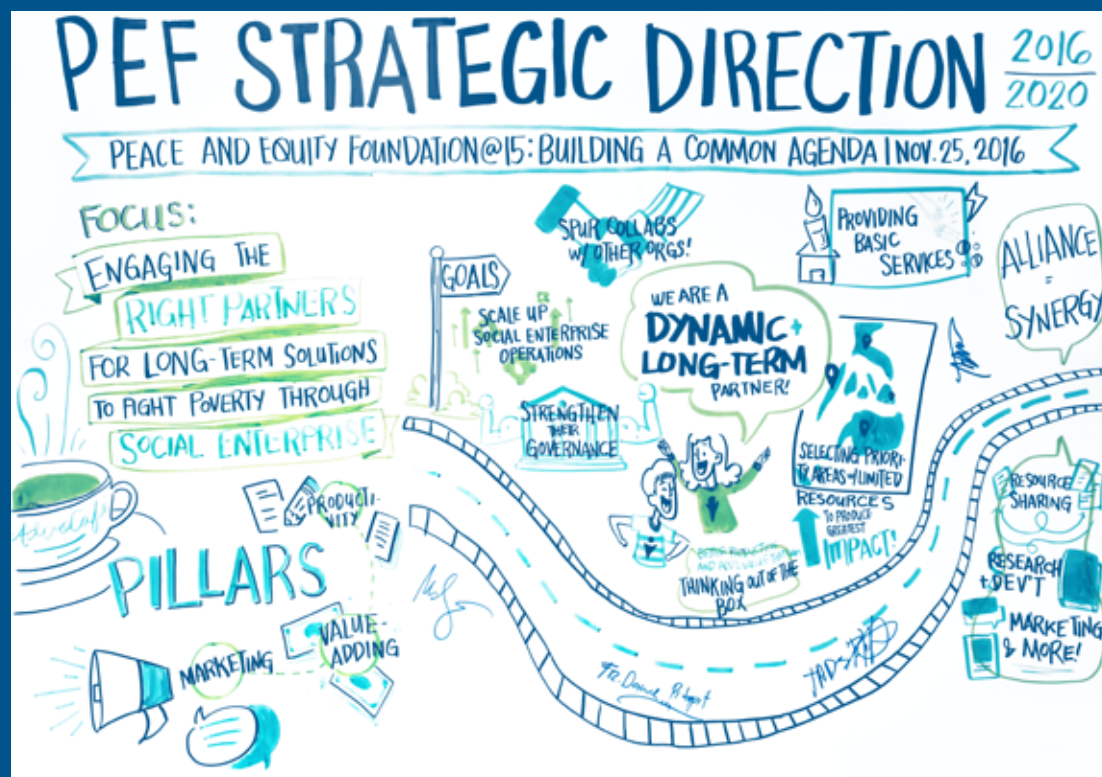 PEF STRATEGIC DIRECTION 2016
2020
PEACE AND EQUITY FOUNDATION@15: BUILDING A COMMON AGENDA | NOV. 25, 2016
FOCUS:
ENGAGING THE
RIGHT PARTNERS
FOR LONG-TERM SOLUTIONS
TO FIGHT POVERTY THROUGH
SOCIAL ENTERPRISE
GOALS
SPUR COLLABS
W/ OTHER ORGS!
SCALE UP
SOCIAL ENTERPRISE
OPERATIONS
STRENGTHEN
THEIR
GOVERNANCE
WE ARE A
DYNAMIC +
LONG-TERM
PARTNER!
THINKING OUT OF THE
BOX
PROVIDING
BASIC
SERVICES
SELECTING PRIORI-
TY AREAS W/ LIMITED
RESOURCES
TO PRODUCE
GREATEST
IMPACT!
ALLIANCE
=
SYNERGY
RESOURCE
SHARING
RESEARCH
+ DEV'T
MARKETING
& MORE!
PILLARS
PRODUCTI-
VITY
VALUE-
ADDING
MARKETING